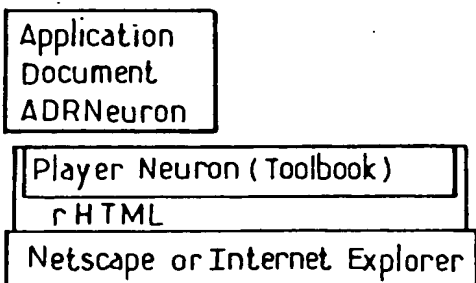 Application
Document
ADRNeuron
Player Neuron (Toolbook)
rHTML
Netscape or Internet Explorer